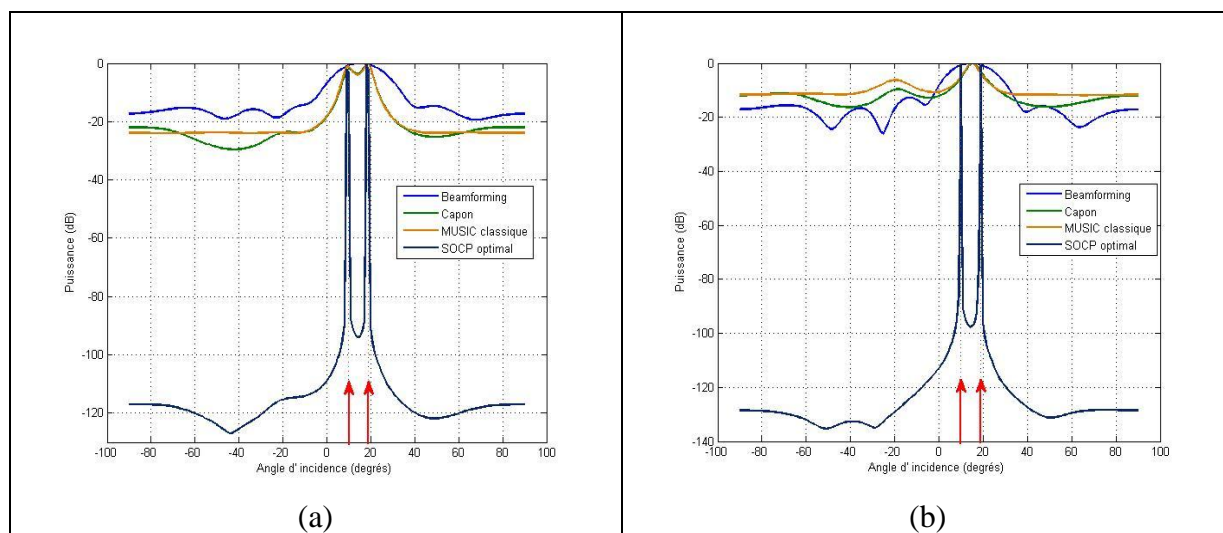 0
-20
-40
-60
-80
-100
-120
Puissance (dB)
Beamforming
Capon
MUSIC classique
SOCP optimal
-100 -80 -60 -40 -20 0 20 40 60 80 100
Angle d' incidence (degrés)
(a)
0
-20
-40
-60
-80
-100
-120
-140
Puissance (dB)
Beamforming
Capon
MUSIC classique
SOCP optimal
-100 -80 -60 -40 -20 0 20 40 60 80 100
Angle d' incidence (degrés)
(b)